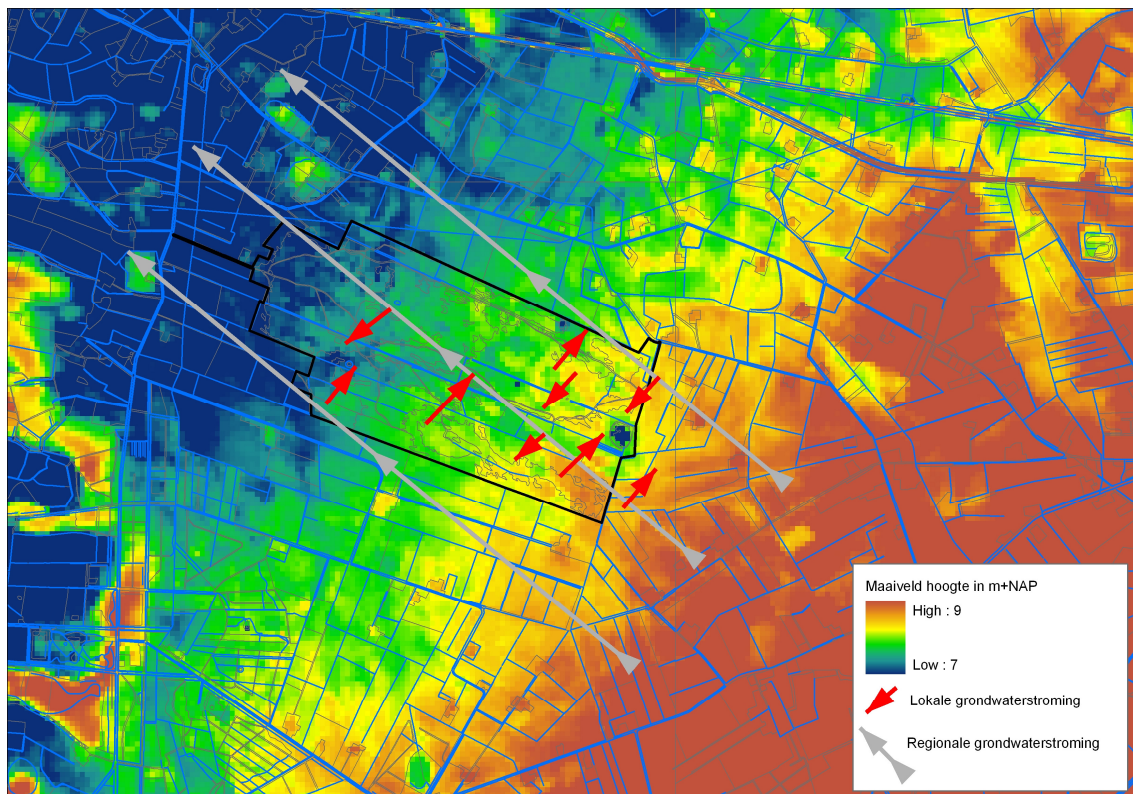 Maaiveld hoogte in m+NAP
High : 9
Low : 7
Lokale grondwaterstroming
Regionale grondwaterstroming